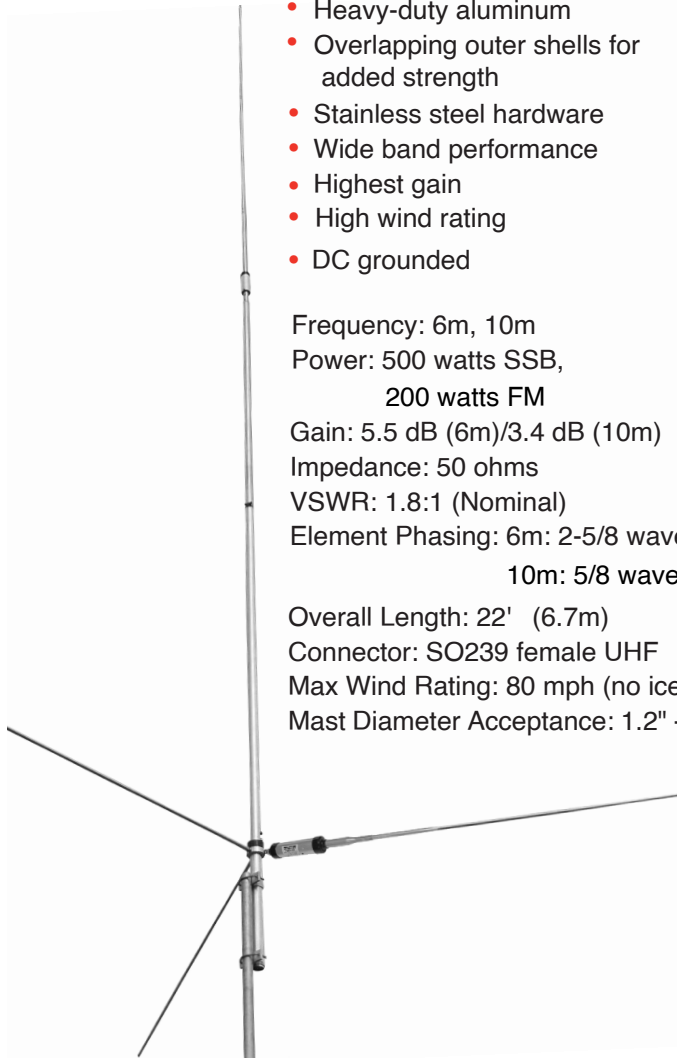 Heavy-duty aluminum
Overlapping outer shells for
added strength
Stainless steel hardware
Wide band performance
Highest gain
High wind rating
DC grounded
Frequency: 6m, 10m
Power: 500 watts SSB,
200 watts FM
Gain: 5.5 dB (6m)/3.4 dB (10m)
Impedance: 50 ohms
VSWR: 1.8:1 (Nominal)
Element Phasing: 6m: 2-5/8 wave
10m: 5/8 wave
Overall Length: 22' (6.7m)
Connector: SO239 female UHF
Max Wind Rating: 80 mph (no ice
Mast Diameter Acceptance: 1.2" -